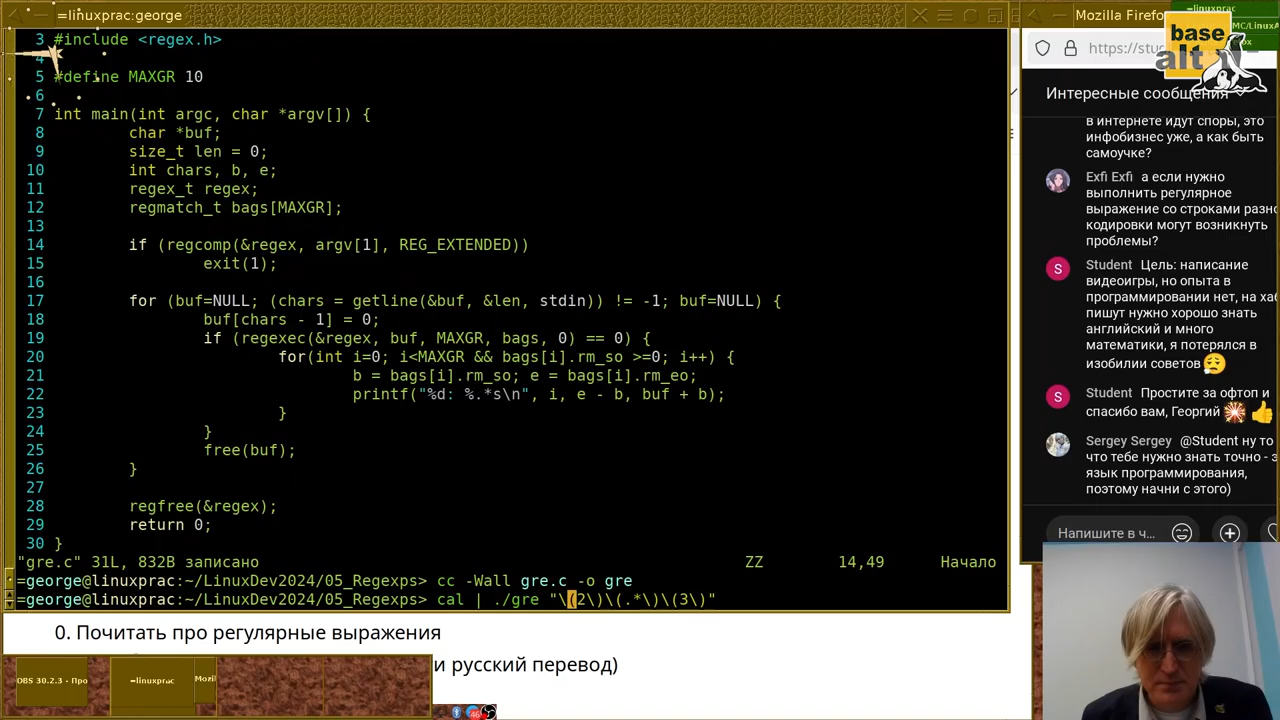 =linuxprac:george
3 #include <regex.h>
4
5 #define MAXGR 10
6
7 int main(int argc, char *argv[]) {
8 char *buf;
9 size_t len = 0;
10 int chars, b, e;
11 regex_t regex;
12 regmatch_t bags[MAXGR];
13
14 if (regcomp(&regex, argv[1], REG_EXTENDED))
15 exit(1);
16
17 for (buf=NULL; (chars = getline(&buf, &len, stdin)) != -1; buf=NULL) {
18 buf[chars - 1] = 0;
19 if (regexec(&regex, buf, MAXGR, bags, 0) == 0) {
20 for(int i=0; i<MAXGR && bags[i].rm_so >=0; i++) {
21 b = bags[i].rm_so; e = bags[i].rm_eo;
22 printf("%d: %.*s\n", i, e - b, buf + b);
23 }
24 }
25 free(buf);
26 }
27
28 regfree(&regex);
29 return 0;
30 }
"gre.c" 31L, 832B записано ZZ 14,49 Начало
=george@linuxprac:~/LinuxDev2024/05_Regexps> cc -Wall gre.c -o gre
=george@linuxprac:~/LinuxDev2024/05_Regexps> cal | ./gre "\(2\)\(.*\)\(3\)"
0. Почитать про регулярные выражения
и русский перевод)
OBS 30.2.3 - Про
=linuxprac
Mozil
46
Mozilla Firefo
=linuxprac
MC/LinuxA
https://stu
base
alt
Интересные сообщения
в интернете идут споры, это
инфобизнес уже, а как быть
самоучке?
Exfi Exfi а если нужно
выполнить регулярное
выражение со строками разно
кодировки могут возникнуть
проблемы?
S Student Цель: написание
видеоигры, но опыта в
программировании нет, на ха
пишут нужно хорошо знать
английский и много
математики, я потерялся в
изобилии советов 😮‍💨
S Student Простите за офтоп и
спасибо вам, Георгий 💥 👍
Sergey Sergey @Student ну то
что тебе нужно знать точно - э
язык программирования,
поэтому начни с этого)
Напишите в ч...